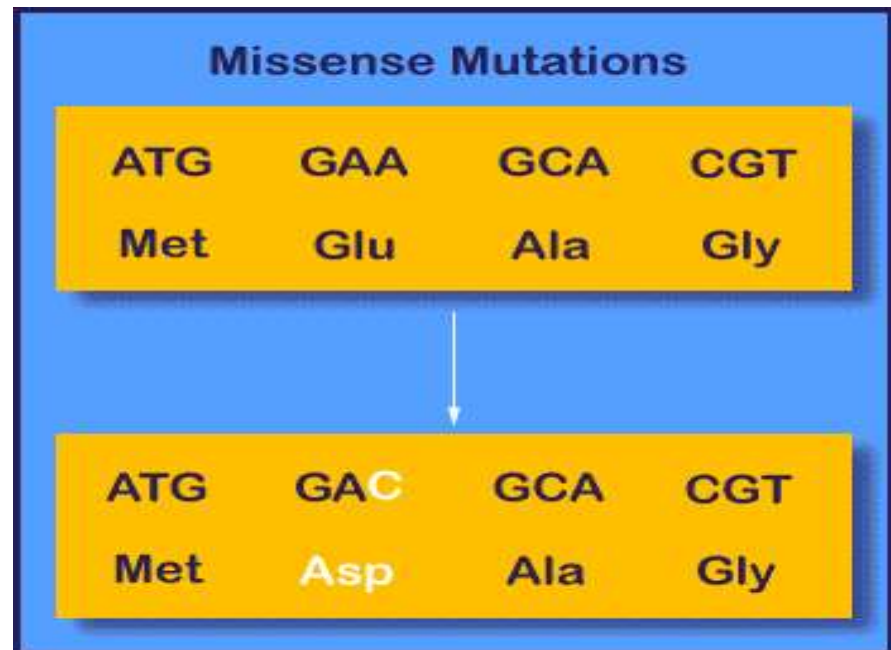 Missense Mutations
ATG GAA GCA CGT
Met Glu Ala Gly
ATG GAC GCA CGT
Met Asp Ala Gly